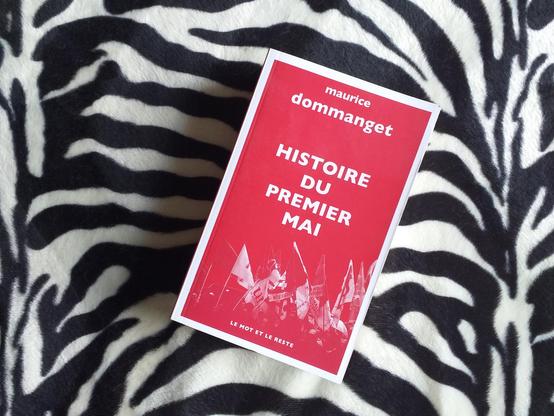 maurice
dommanget
HISTOIRE
DU
PREMIER
MAI
LE MOT ET LE RESTE